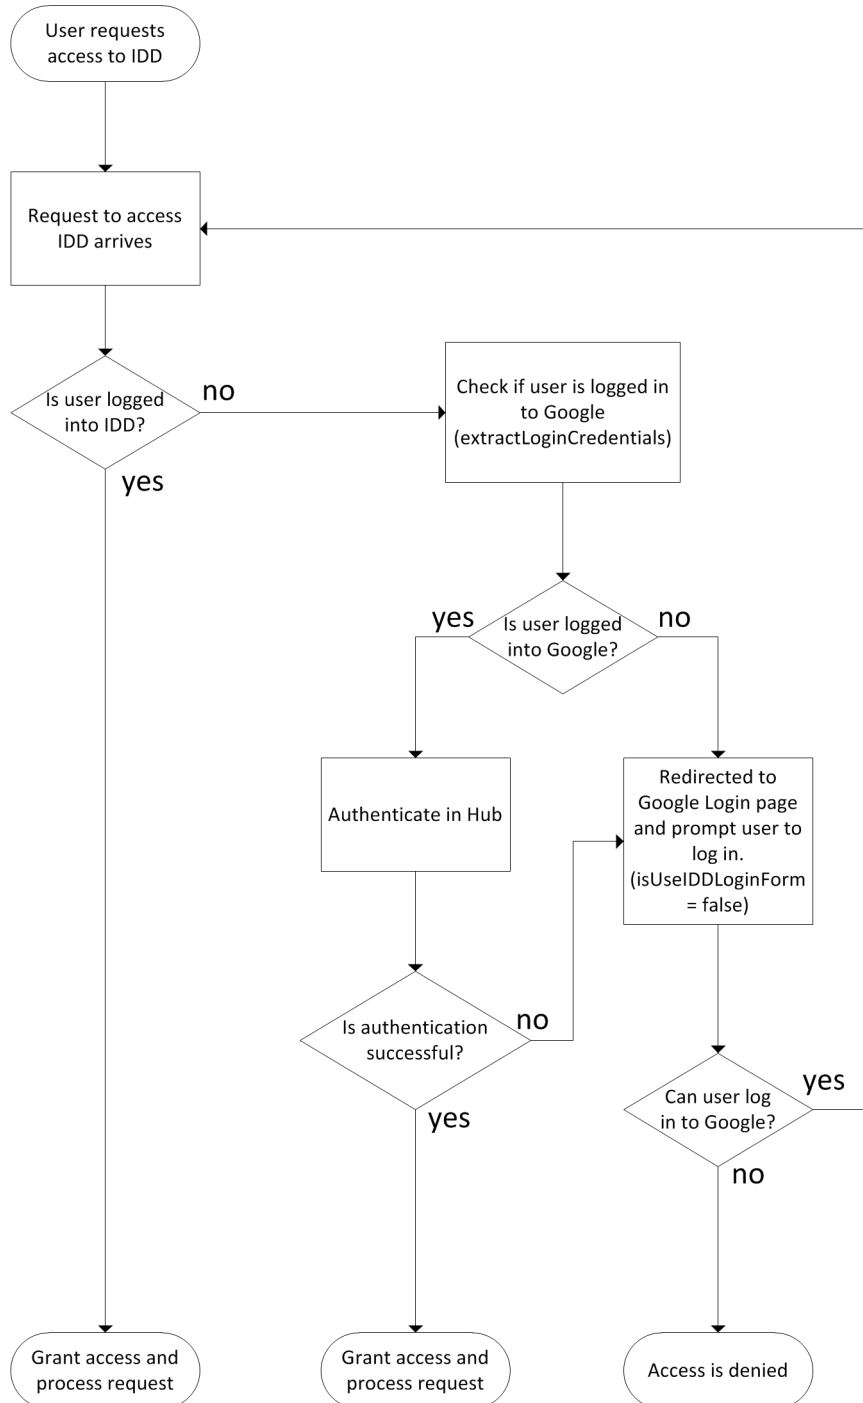 User requests
access to IDD
Request to access
IDD arrives
Is user logged
into IDD?
no
yes
Check if user is logged in
to Google
(extractLoginCredentials)
Is user logged
into Google?
yes
no
Authenticate in Hub
Redirected to
Google Login page
and prompt user to
log in.
(isUseIDDLoginForm
= false)
Is authentication
successful?
no
yes
Can user log
in to Google?
yes
no
Grant access and
process request
Grant access and
process request
Access is denied